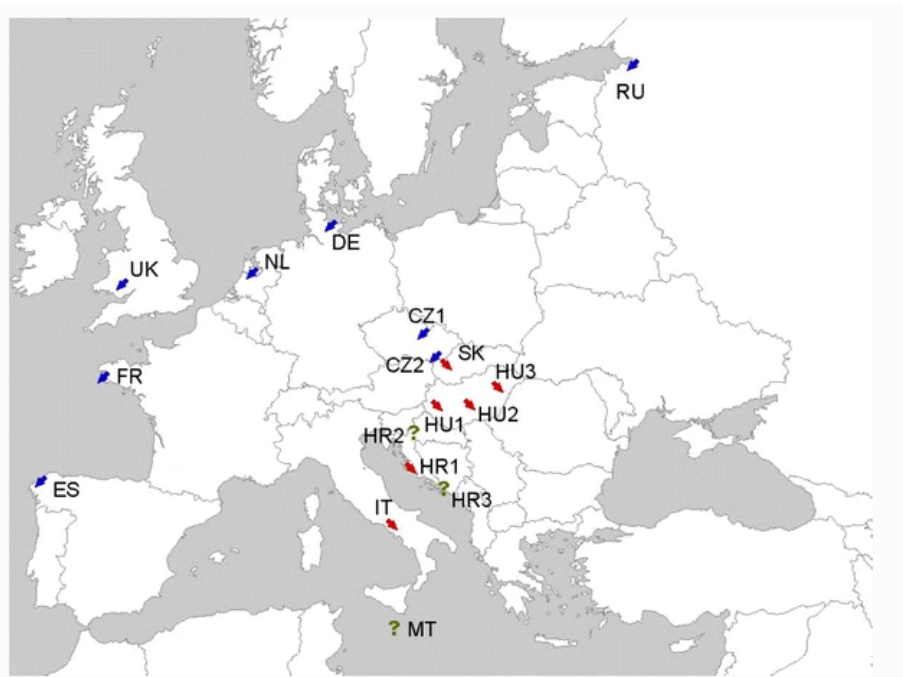 RU
DE
NL
UK
CZ1
SK
CZ2
HU3
FR
HU2
HU1
HR2 ?
HR1
? HR3
ES
IT
? MT